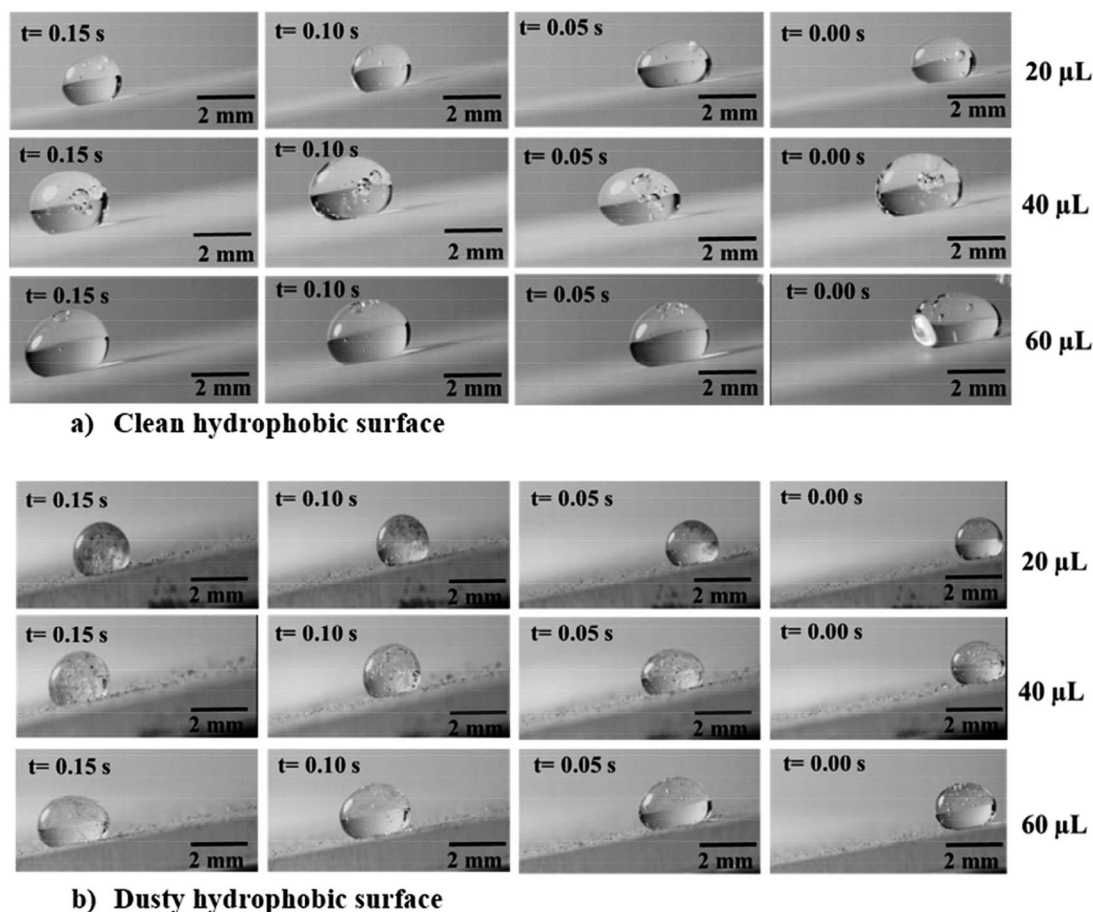 t= 0.15 s t= 0.10 s t= 0.05 s t= 0.00 s
20 µL
2 mm 2 mm 2 mm 2 mm
t= 0.15 s t= 0.10 s t= 0.05 s t= 0.00 s
40 µL
2 mm 2 mm 2 mm 2 mm
t= 0.15 s t= 0.10 s t= 0.05 s t= 0.00 s
60 µL
2 mm 2 mm 2 mm 2 mm
a) Clean hydrophobic surface
t= 0.15 s t= 0.10 s t= 0.05 s t= 0.00 s
20 µL
2 mm 2 mm 2 mm 2 mm
t= 0.15 s t= 0.10 s t= 0.05 s t= 0.00 s
40 µL
2 mm 2 mm 2 mm 2 mm
t= 0.15 s t= 0.10 s t= 0.05 s t= 0.00 s
60 µL
2 mm 2 mm 2 mm 2 mm
b) Dusty hydrophobic surface